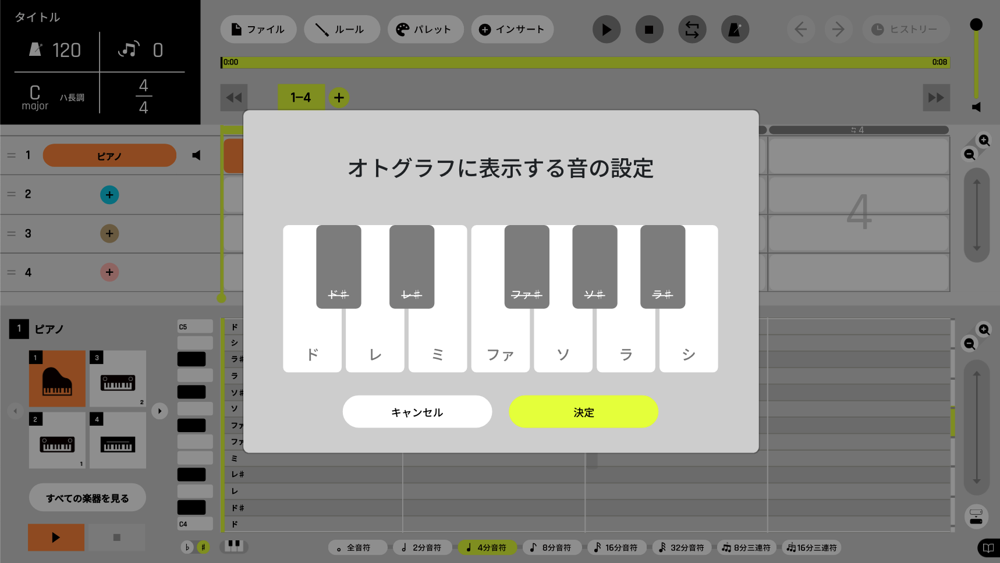 タイトル
120
0
C
major
ハ長調
4
4
ファイル
ルール
パレット
インサート
ヒストリー
0:00
0:08
1–4
4
1
ピアノ
2
3
4
4
オトグラフに表示する音の設定
ド♯
レ♯
ファ♯
ソ♯
ラ♯
ド
レ
ミ
ファ
ソ
ラ
シ
キャンセル
決定
1
ピアノ
1
3
2
2
4
1
すべての楽器を見る
C5
C4
ド
シ
ラ♯
ラ
ソ♯
ソ
ファ
ファ
ミ
レ♯
レ
ド♯
ド
♭
♯
全音符
2分音符
4分音符
8分音符
16分音符
32分音符
8分三連符
16分三連符